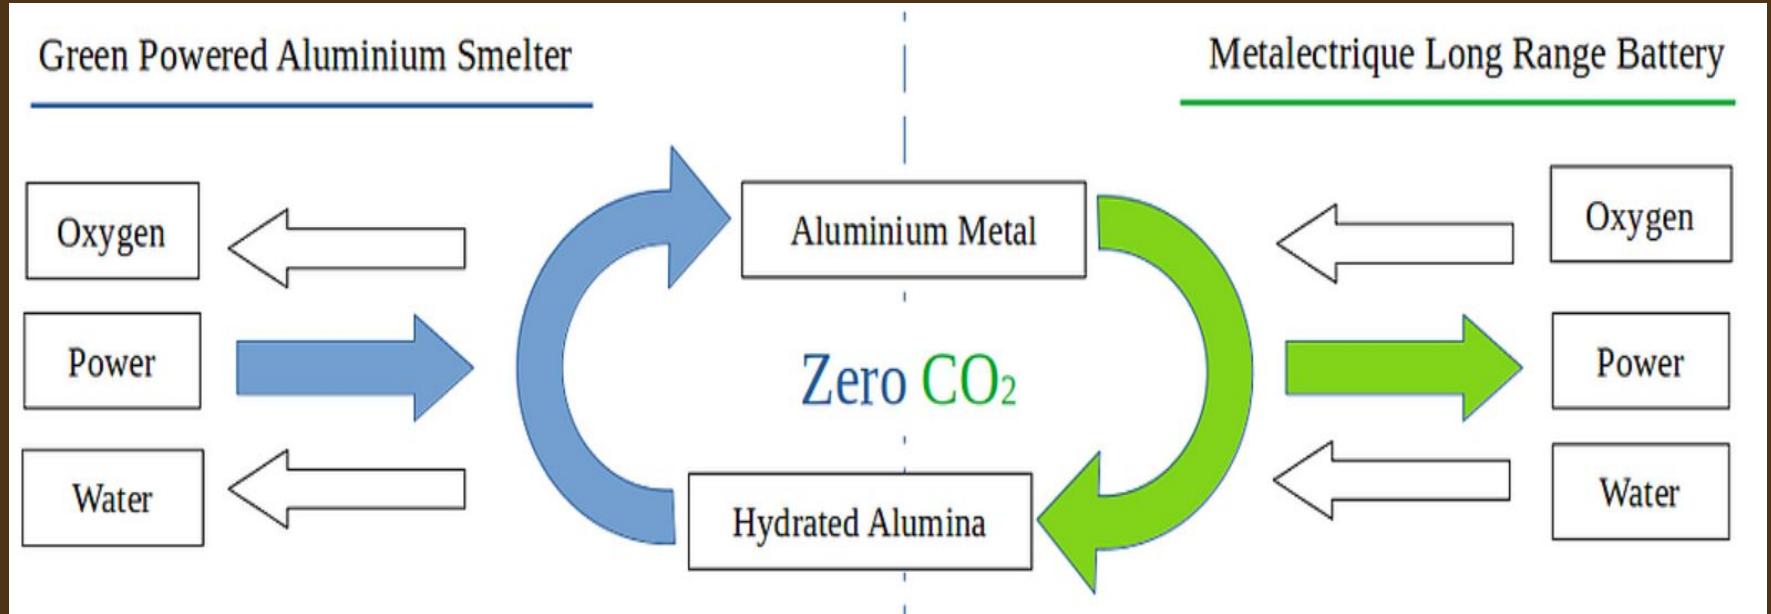 Green Powered Aluminium Smelter
Metalectrique Long Range Battery
Oxygen
Power
Water
Aluminium Metal
Zero CO₂
Hydrated Alumina
Oxygen
Power
Water